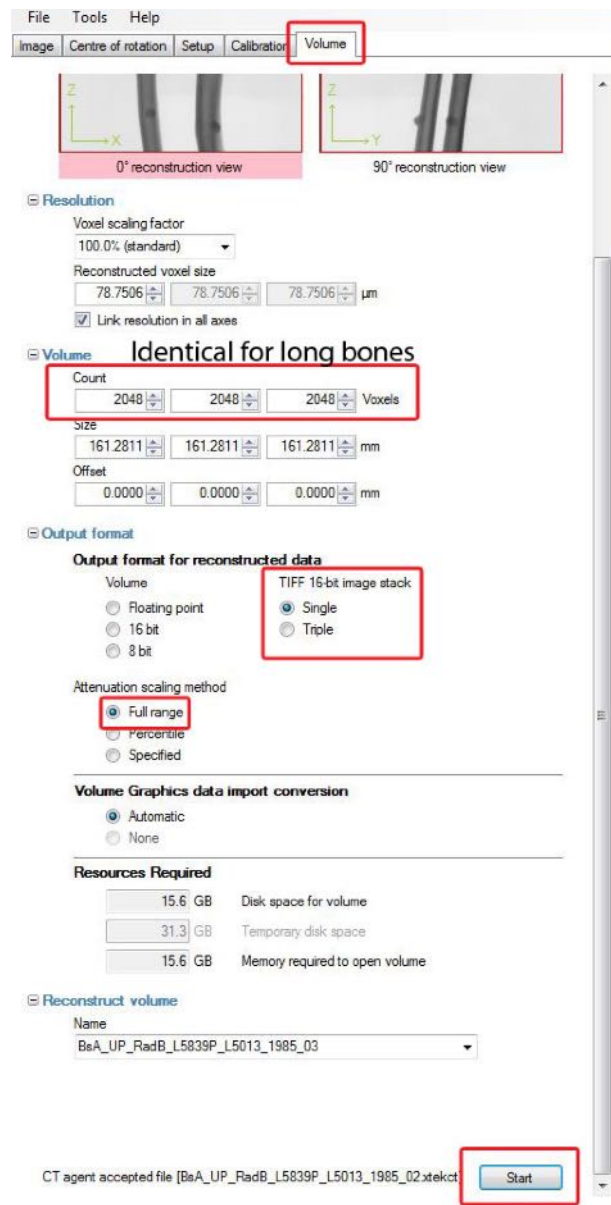 File Tools Help
Image Centre of rotation Setup Calibration Volume
Z Z
X Y
0° reconstruction view 90° reconstruction view
Resolution
Voxel scaling factor
100.0% (standard)
Reconstructed voxel size
78.7506 78.7506 78.7506 µm
Link resolution in all axes
Volume Identical for long bones
Count
2048 2048 2048 Voxels
Size
161.2811 161.2811 161.2811 mm
Offset
0.0000 0.0000 0.0000 mm
Output format
Output format for reconstructed data
Volume TIFF 16-bit image stack
Floating point Single
16 bit Triple
8 bit
Attenuation scaling method
Full range
Percentile
Specified
Volume Graphics data import conversion
Automatic
None
Resources Required
15.6 GB Disk space for volume
31.3 GB Temporary disk space
15.6 GB Memory required to open volume
Reconstruct volume
Name
BsA_UP_RadB_L5839P_L5013_1985_03
CT agent accepted file [BsA_UP_RadB_L5839P_L5013_1985_02.xtekct] Start